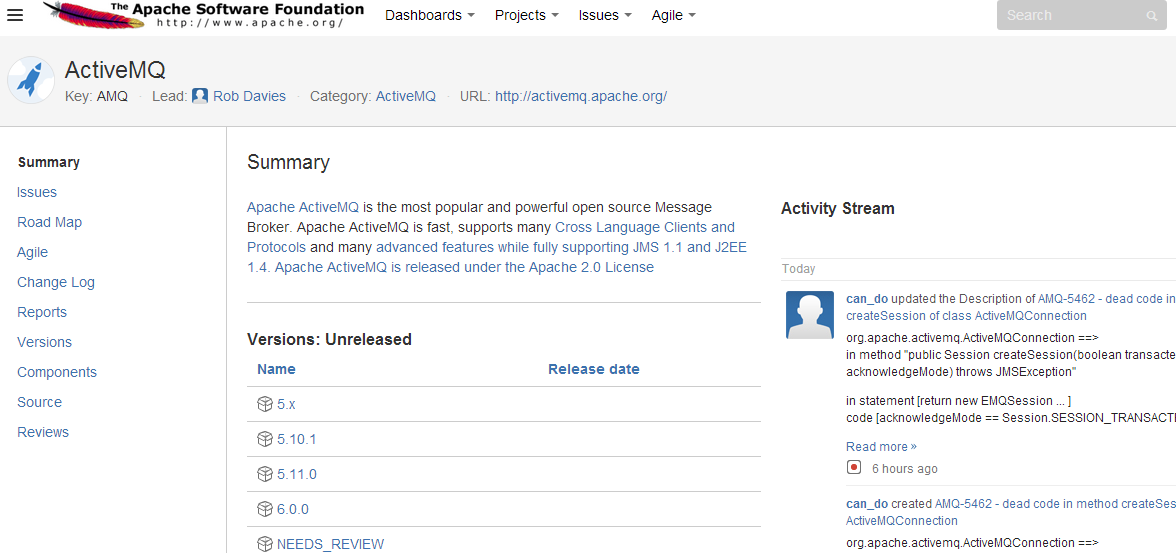 The Apache Software Foundation
http://www.apache.org/
Dashboards Projects Issues Agile Search
ActiveMQ
Key: AMQ · Lead: Rob Davies · Category: ActiveMQ · URL: http://activemq.apache.org/
Summary
Issues
Road Map
Agile
Change Log
Reports
Versions
Components
Source
Reviews
Summary
Apache ActiveMQ is the most popular and powerful open source Message
Broker. Apache ActiveMQ is fast, supports many Cross Language Clients and
Protocols and many advanced features while fully supporting JMS 1.1 and J2EE
1.4. Apache ActiveMQ is released under the Apache 2.0 License
Versions: Unreleased
Name Release date
5.x
5.10.1
5.11.0
6.0.0
NEEDS_REVIEW
Activity Stream
Today
can_do updated the Description of AMQ-5462 - dead code in
createSession of class ActiveMQConnection
org.apache.activemq.ActiveMQConnection ==>
in method "public Session createSession(boolean transacte
acknowledgeMode) throws JMSException"
in statement [return new EMQSession ... ]
code [acknowledgeMode == Session.SESSION_TRANSACT
Read more »
6 hours ago
can_do created AMQ-5462 - dead code in method createSes
ActiveMQConnection
org.apache.activemq.ActiveMQConnection ==>